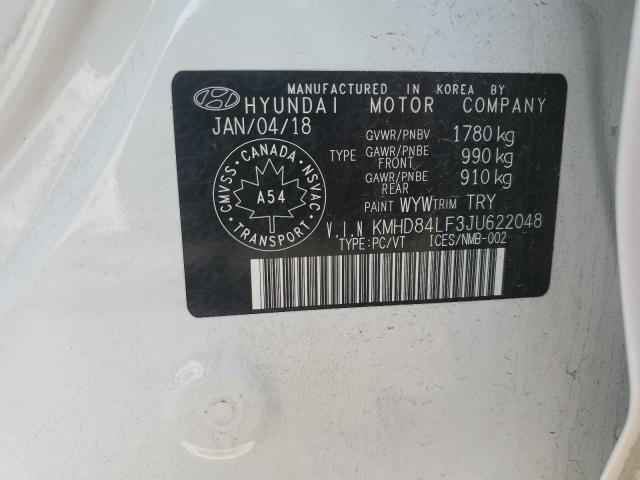 MANUFACTURED IN KOREA BY
HYUNDAI MOTOR COMPANY
JAN/04/18
GVWR/PNBV 1780 kg
TYPE GAWR/PNBE FRONT 990 kg
GAWR/PNBE REAR 910 kg
PAINT WYW TRIM TRY
CMVSS • CANADA • NSVAC
A54
TRANSPORT
V.I.N KMHD84LF3JU622048
TYPE:PC/VT ICES/NMB-002